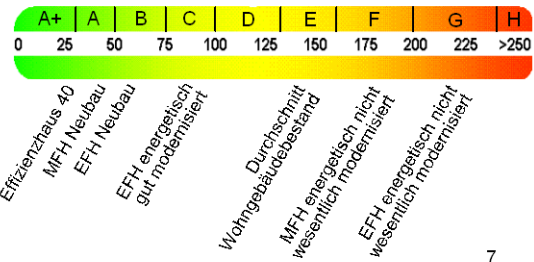 A+ A B C D E F G H
0 25 50 75 100 125 150 175 200 225 >250
Effizienzhaus 40
MFH Neubau
EFH Neubau
EFH energetisch
gut modernisiert
Durchschnitt
Wohngebäudebestand
MFH energetisch nicht
wesentlich modernisiert
EFH energetisch nicht
wesentlich modernisiert
7